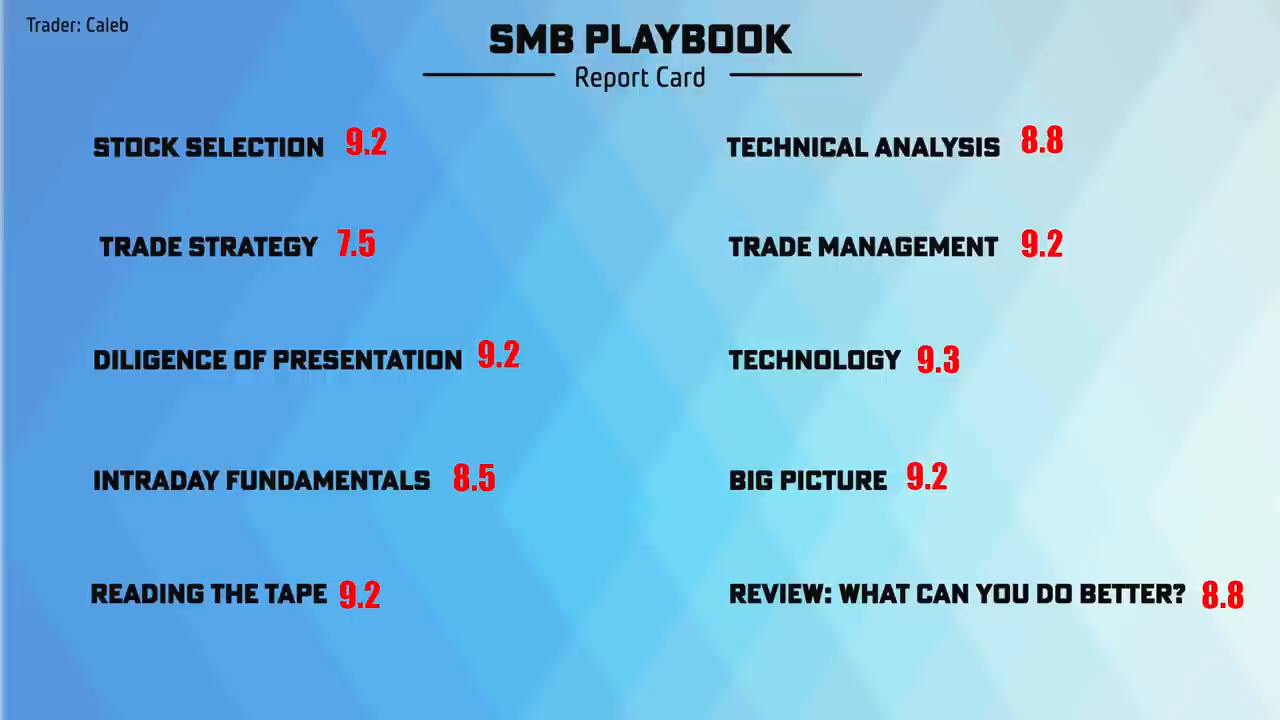 Trader: Caleb
SMB PLAYBOOK
Report Card
STOCK SELECTION 9.2
TECHNICAL ANALYSIS 8.8
TRADE STRATEGY 7.5
TRADE MANAGEMENT 9.2
DILIGENCE OF PRESENTATION 9.2
TECHNOLOGY 9.3
INTRADAY FUNDAMENTALS 8.5
BIG PICTURE 9.2
READING THE TAPE 9.2
REVIEW: WHAT CAN YOU DO BETTER? 8.8